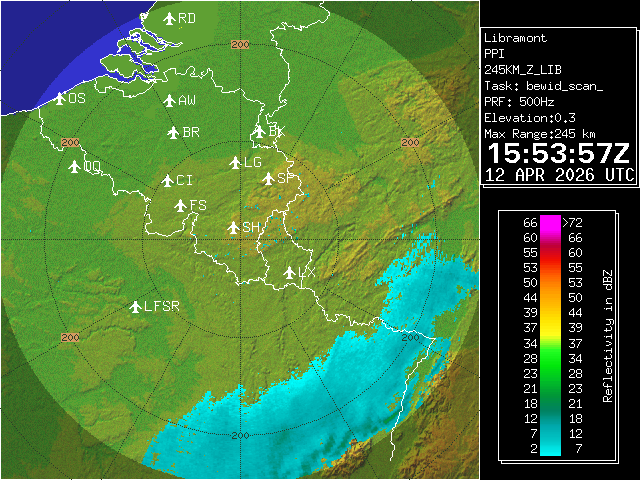 RD
200
OS
AW
BR
BK
200
200
QQ
LG
CI
SP
FS
SH
LX
LFSR
200
200
200
Libramont
PPI
245KM_Z_LIB
Task: bewid_scan_
PRF: 500Hz
Elevation:0.3
Max Range:245 km
15:53:57Z
12 APR 2026 UTC
66 >72
60 66
55 60
53 55
50 53
44 50
39 44
37 39
34 37
28 34
23 28
21 23
18 21
12 18
7 12
2 7
Reflectivity in dBZ